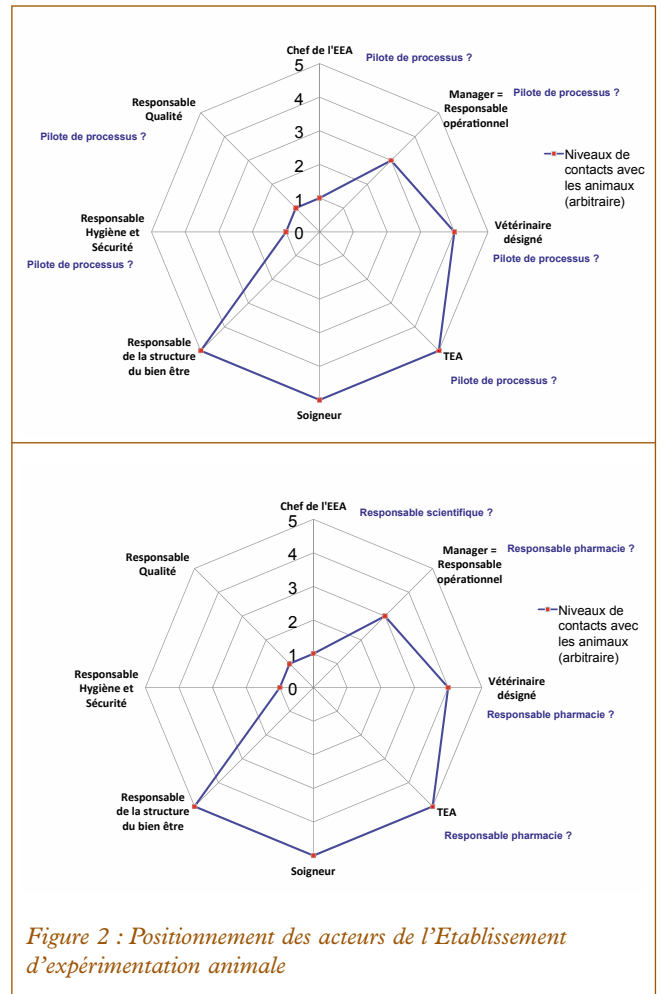 Chef de l'EEA
Pilote de processus ?
5
4
3
2
1
0
Manager =
Responsable
opérationnel
Pilote de processus ?
Responsable
Qualité
Pilote de processus ?
Niveaux de
contacts avec
les animaux
(arbitraire)
Responsable
Hygiène et
Sécurité
Pilote de processus ?
Vétérinaire
désigné
Pilote de processus ?
Responsable
de la structure
du bien être
TEA
Pilote de processus ?
Soigneur
Chef de l'EEA
Responsable scientifique ?
5
4
3
2
1
0
Manager =
Responsable
opérationnel
Responsable pharmacie ?
Responsable
Qualité
Niveaux de
contacts avec
les animaux
(arbitraire)
Responsable
Hygiène et
Sécurité
Vétérinaire
désigné
Responsable pharmacie ?
Responsable
de la structure
du bien être
TEA
Responsable pharmacie ?
Soigneur
Figure 2 : Positionnement des acteurs de l'Etablissement
d'expérimentation animale